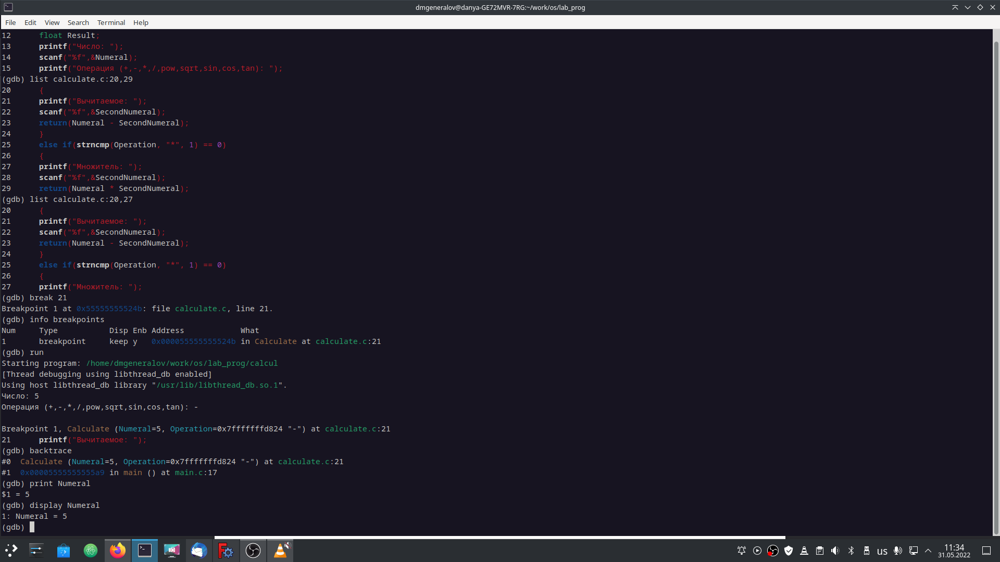 dmgeneralov@danya-GE72MVR-7RG:~/work/os/lab_prog
File Edit View Search Terminal Help
12      float Result;
13      printf("Число: ");
14      scanf("%f",&Numeral);
15      printf("Операция (+,-,*,/,pow,sqrt,sin,cos,tan): ");
(gdb) list calculate.c:20,29
20      {
21      printf("Вычитаемое: ");
22      scanf("%f",&SecondNumeral);
23      return(Numeral - SecondNumeral);
24      }
25      else if(strncmp(Operation, "*", 1) == 0)
26      {
27      printf("Множитель: ");
28      scanf("%f",&SecondNumeral);
29      return(Numeral * SecondNumeral);
(gdb) list calculate.c:20,27
20      {
21      printf("Вычитаемое: ");
22      scanf("%f",&SecondNumeral);
23      return(Numeral - SecondNumeral);
24      }
25      else if(strncmp(Operation, "*", 1) == 0)
26      {
27      printf("Множитель: ");
(gdb) break 21
Breakpoint 1 at 0x55555555524b: file calculate.c, line 21.
(gdb) info breakpoints
Num     Type           Disp Enb Address            What
1       breakpoint     keep y   0x000055555555524b in Calculate at calculate.c:21
(gdb) run
Starting program: /home/dmgeneralov/work/os/lab_prog/calcul
[Thread debugging using libthread_db enabled]
Using host libthread_db library "/usr/lib/libthread_db.so.1".
Число: 5
Операция (+,-,*,/,pow,sqrt,sin,cos,tan): -
Breakpoint 1, Calculate (Numeral=5, Operation=0x7fffffffd824 "-") at calculate.c:21
21      printf("Вычитаемое: ");
(gdb) backtrace
#0  Calculate (Numeral=5, Operation=0x7fffffffd824 "-") at calculate.c:21
#1  0x00005555555555a9 in main () at main.c:17
(gdb) print Numeral
$1 = 5
(gdb) display Numeral
1: Numeral = 5
(gdb)
us
11:34
31.05.2022